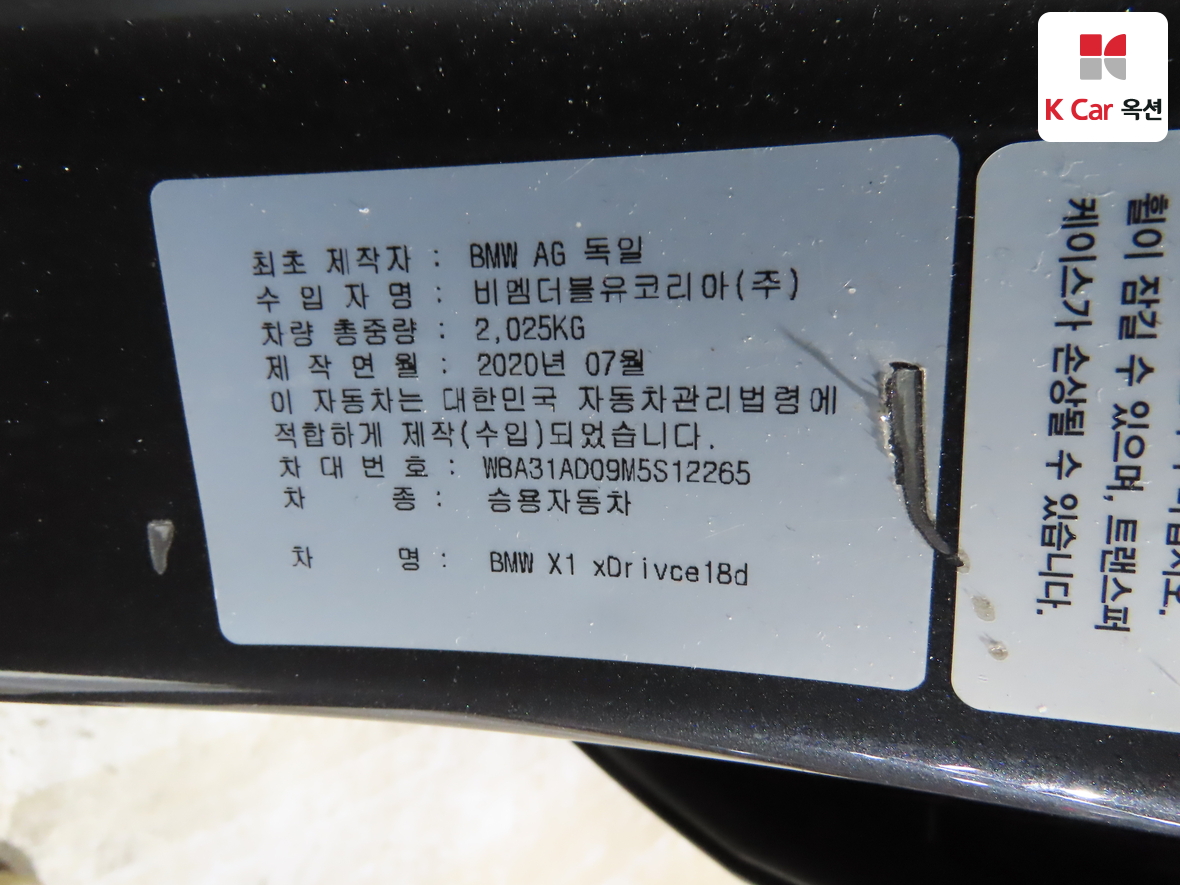 K Car 옥션
최초 제작자 : BMW AG 독일
수 입 자 명 : 비엠더블유코리아(주)
차량 총중량 : 2,025KG
제 작 연 월 : 2020년 07월
이 자동차는 대한민국 자동차관리법령에
적합하게 제작(수입)되었습니다.
차 대 번 호 : WBA31AD09M5S12265
차 종 : 승용자동차
차 명 : BMW X1 xDrivce18d
휠이 잠길 수 있으며, 트랜스퍼
케이스가 손상될 수 있습니다.